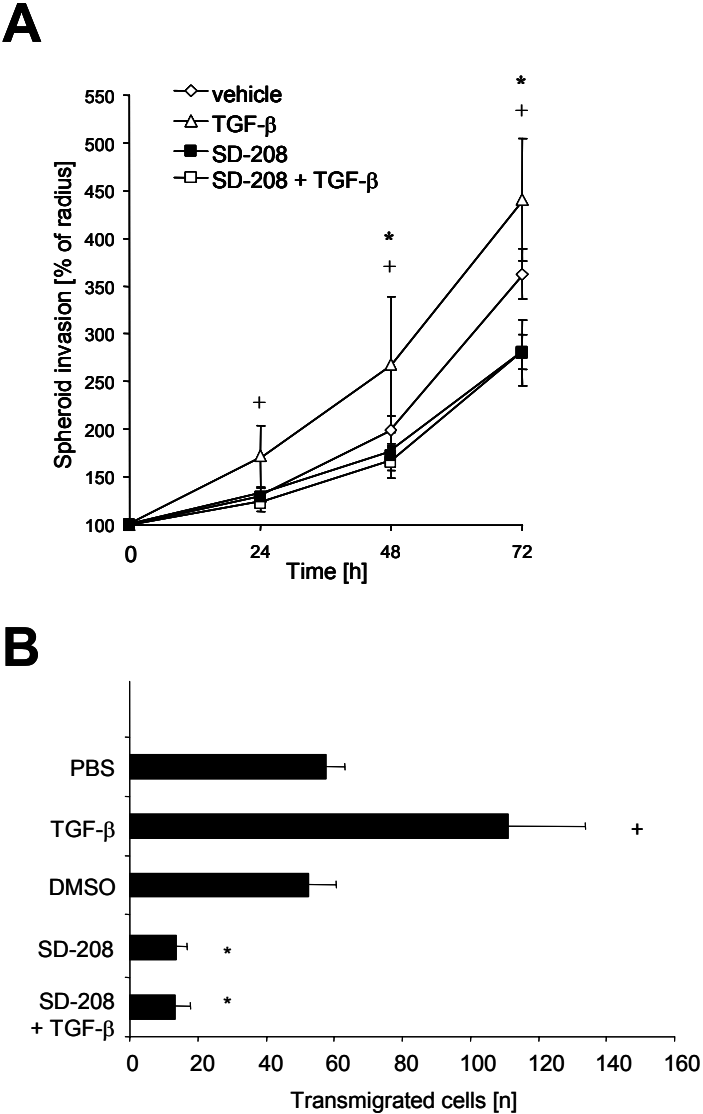 A
550
500
450
400
350
300
250
200
150
100
Spheroid invasion [% of radius]
vehicle
TGF-β
SD-208
SD-208 + TGF-β
*
+
*
+
+
0
24
48
72
Time [h]
B
PBS
TGF-β
+
DMSO
SD-208
*
SD-208
+ TGF-β
*
0
20
40
60
80
100
120
140
160
Transmigrated cells [n]